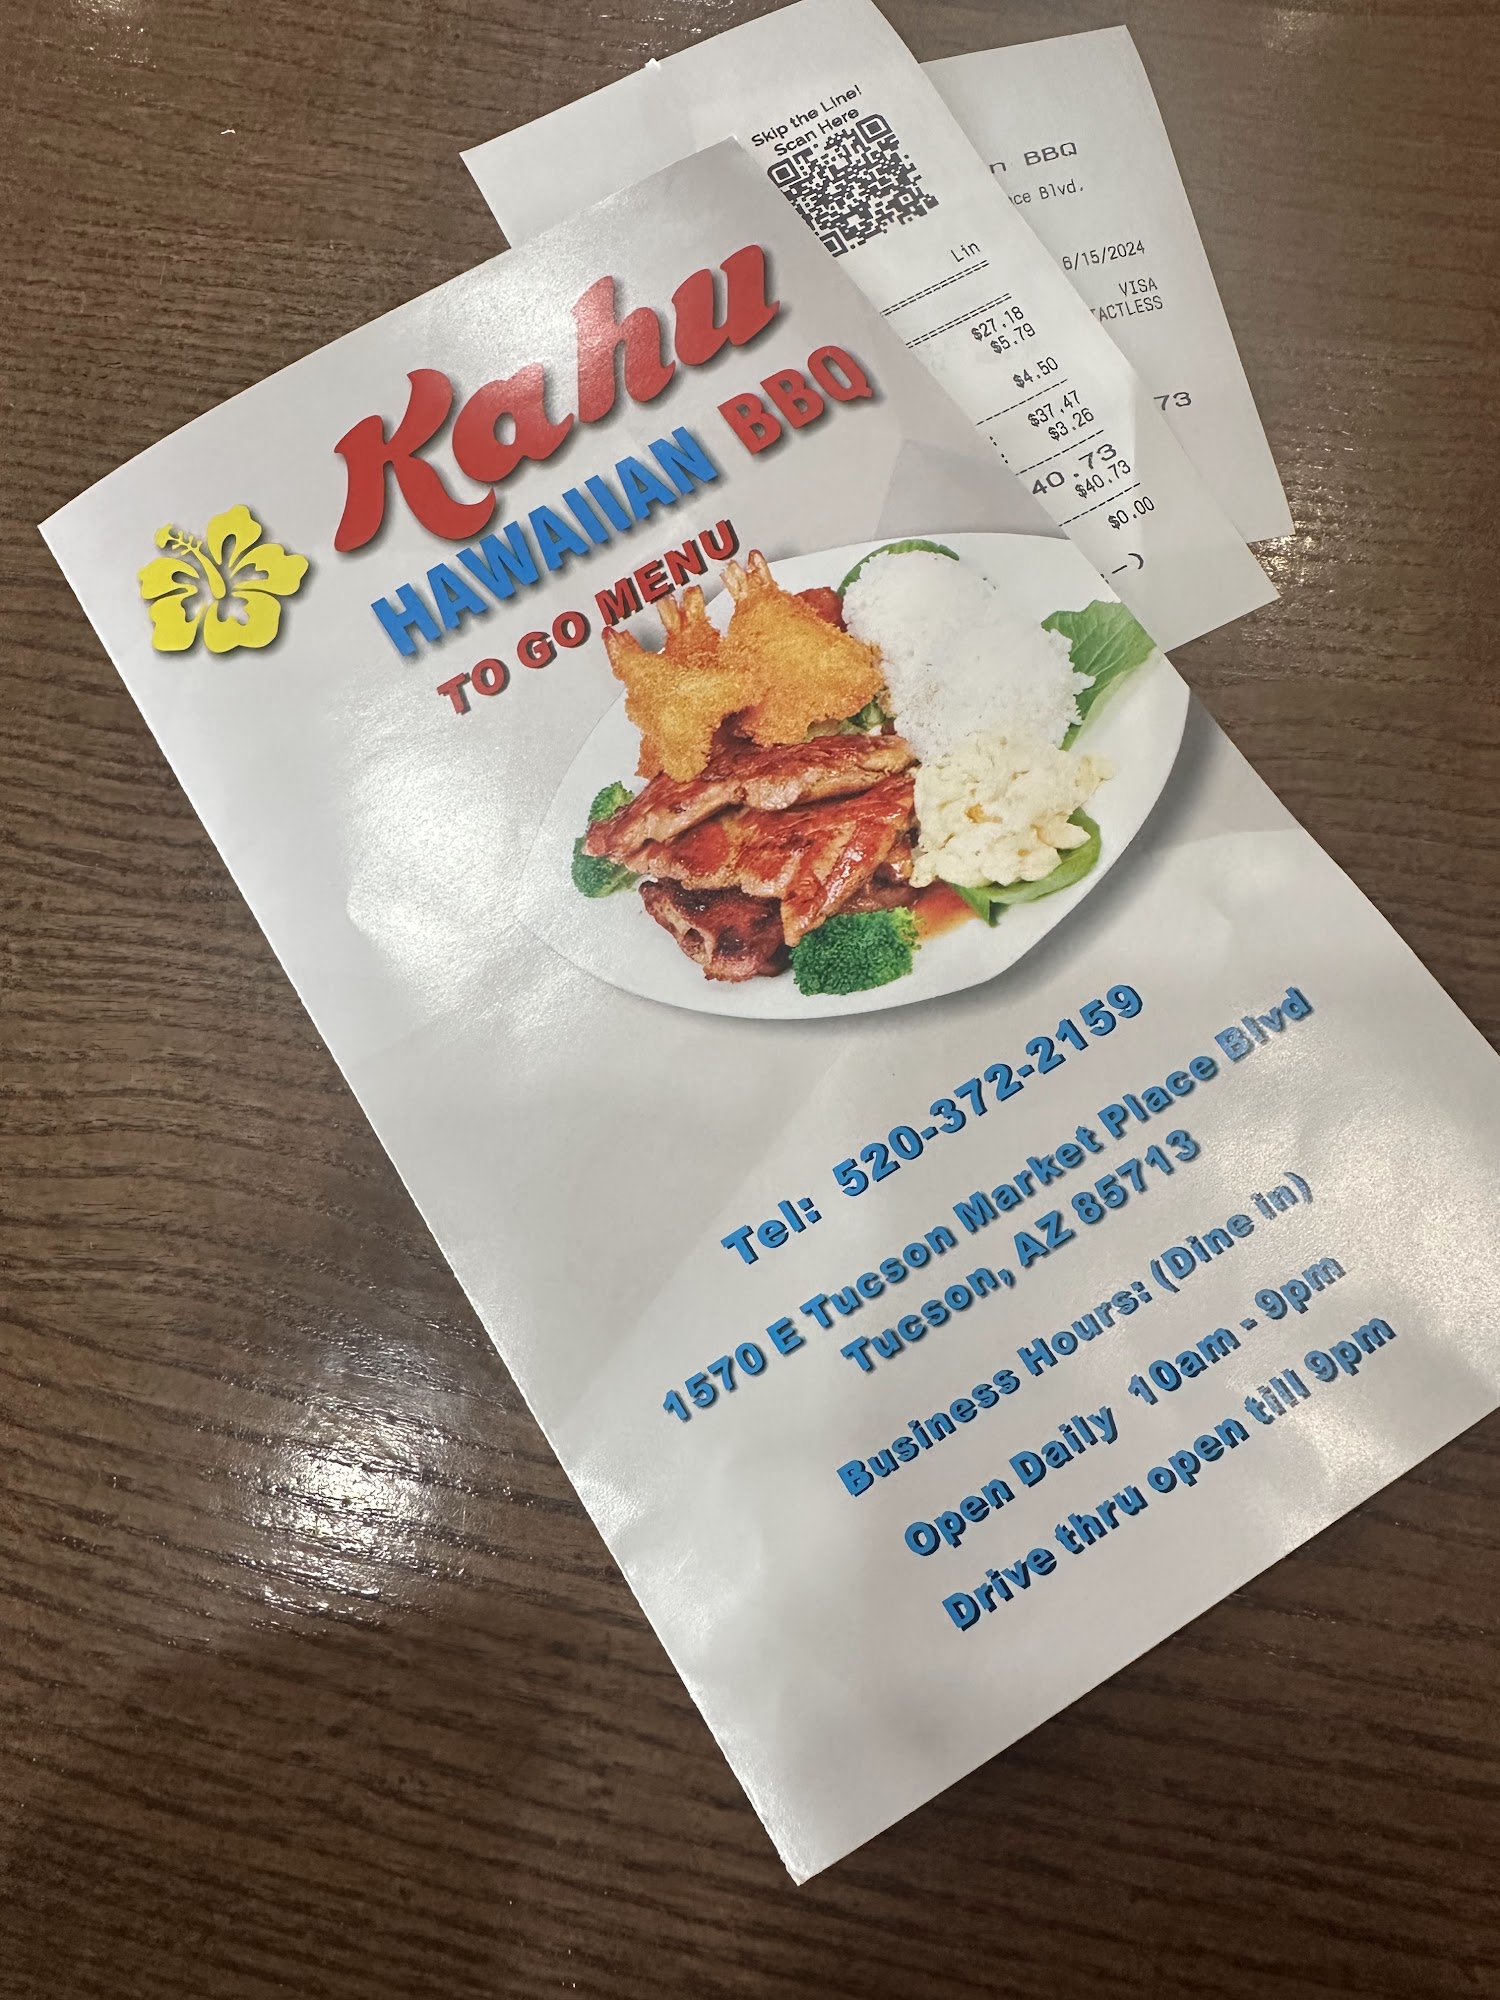 Kahu
HAWAIIAN BBQ
TO GO MENU
Tel: 520-372-2159
1570 E Tucson Market Place Blvd
Tucson, AZ 85713
Business Hours: (Dine in)
Open Daily 10am - 9pm
Drive thru open till 9pm
Skip the Line!
Scan Here
Lin
$27.18
$5.79
$4.50
$37.47
$3.26
40.73
$40.73
$0.00
BBQ
Blvd.
6/15/2024
VISA
73